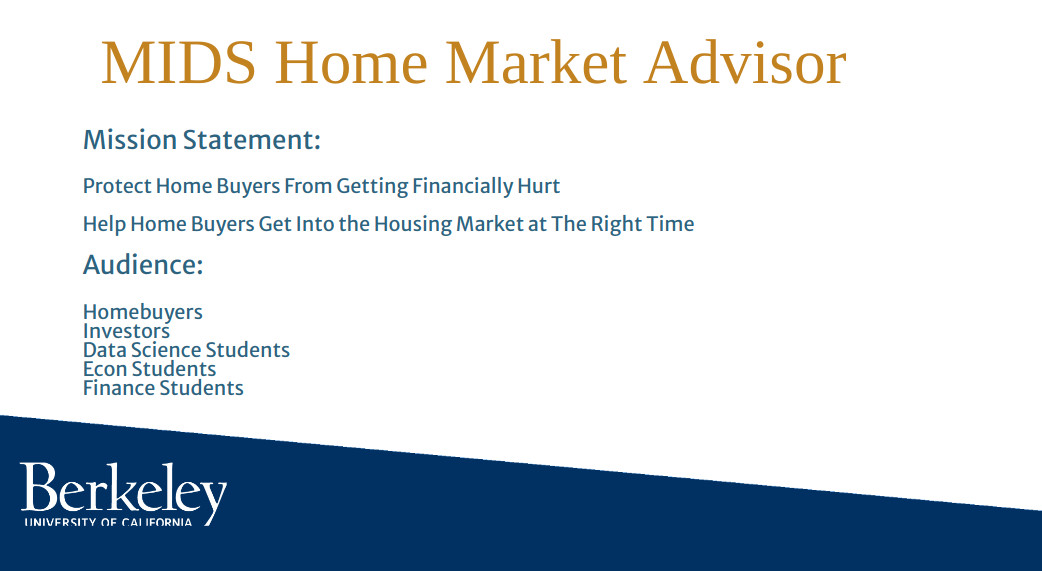 MIDS Home Market Advisor
Mission Statement:
Protect Home Buyers From Getting Financially Hurt
Help Home Buyers Get Into the Housing Market at The Right Time
Audience:
Homebuyers
Investors
Data Science Students
Econ Students
Finance Students
Berkeley
UNIVERSITY OF CALIFORNIA